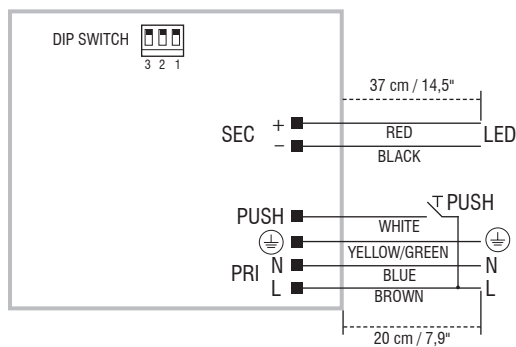 DIP SWITCH
3 2 1
37 cm / 14,5"
SEC + RED LED
– BLACK
PUSH
PUSH WHITE
YELLOW/GREEN
PRI N BLUE N
L BROWN L
20 cm / 7,9"